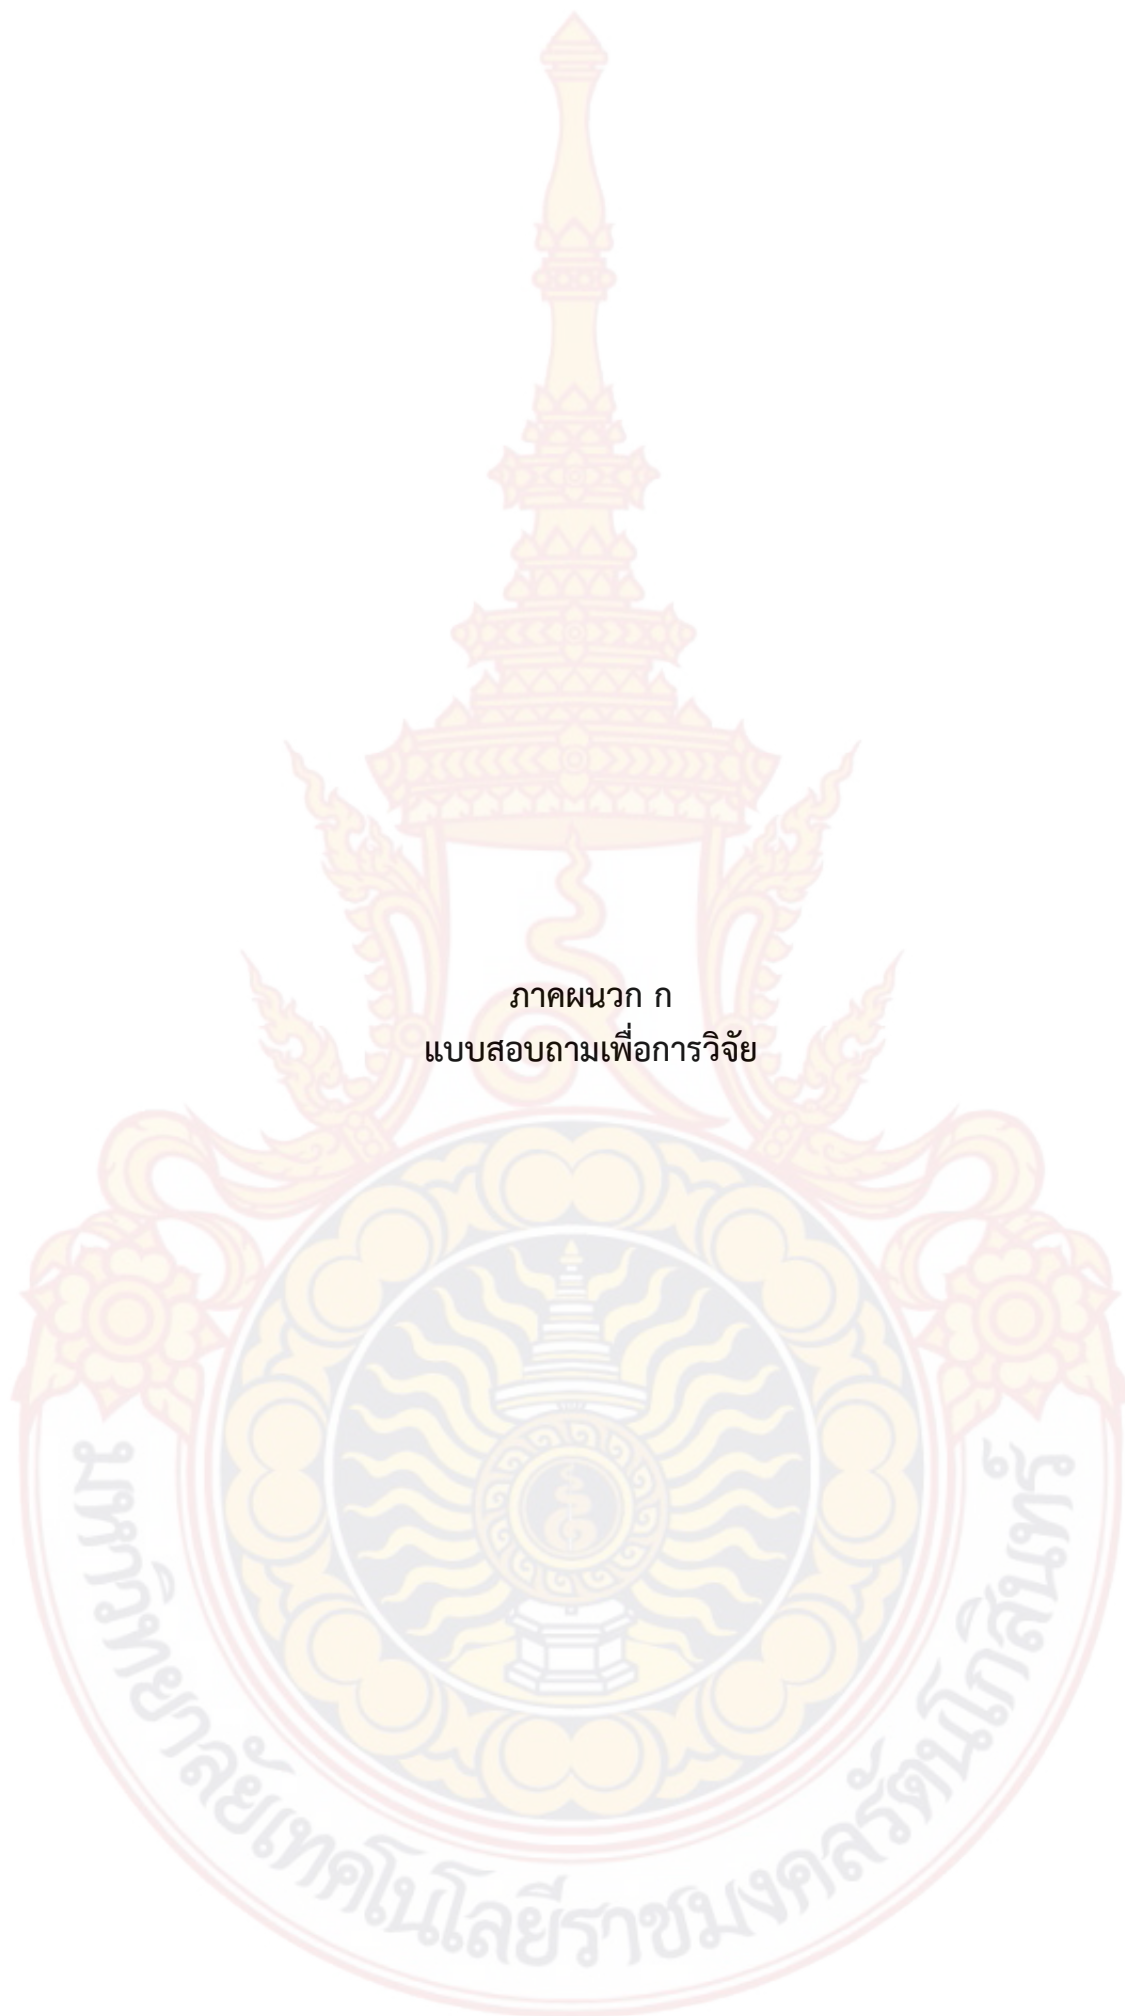 ภาคผนวก ก
แบบสอบถามเพื่อการวิจัย
มหาวิทยาลัยเทคโนโลยีราชมงคลรัตนโกสินทร์